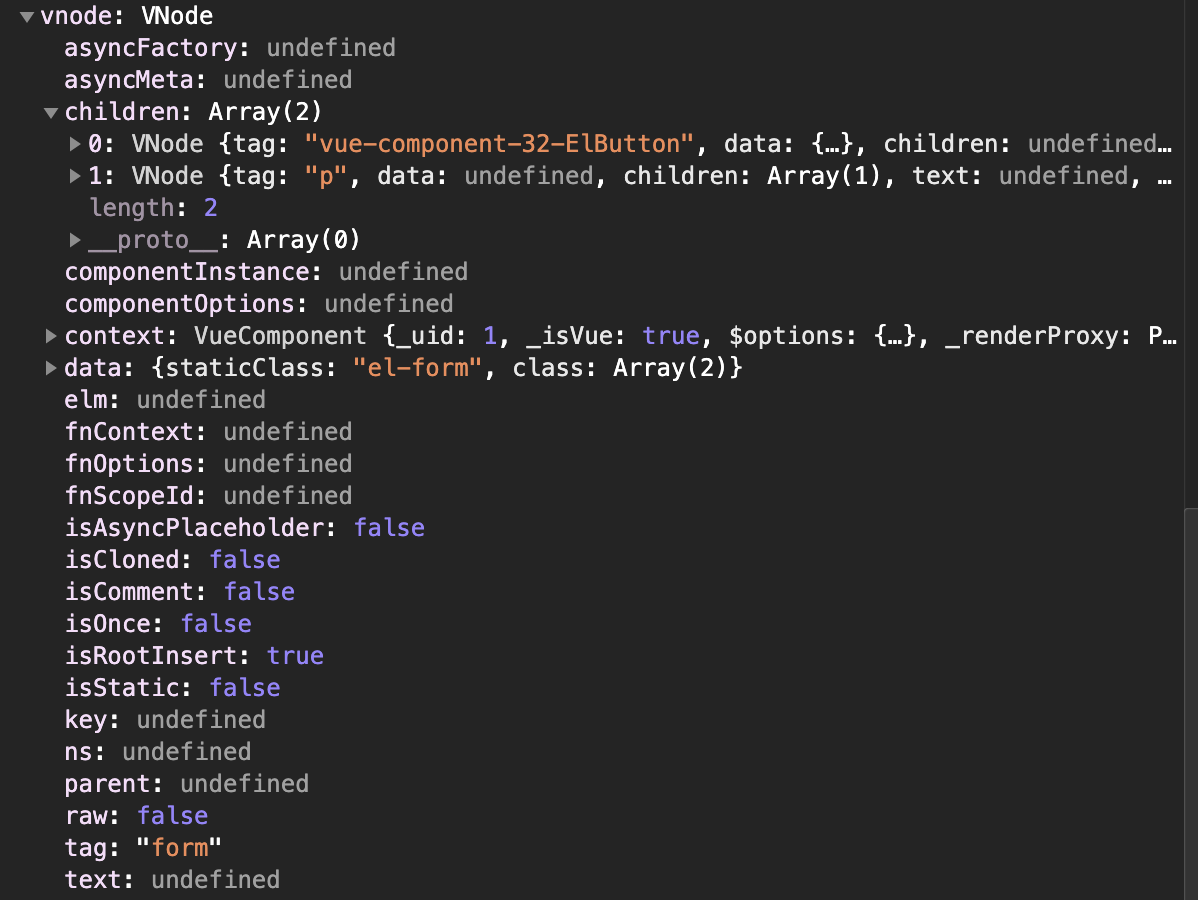 vnode: VNode
asyncFactory: undefined
asyncMeta: undefined
children: Array(2)
0: VNode {tag: "vue-component-32-ElButton", data: {…}, children: undefined…
1: VNode {tag: "p", data: undefined, children: Array(1), text: undefined, …
length: 2
__proto__: Array(0)
componentInstance: undefined
componentOptions: undefined
context: VueComponent {_uid: 1, _isVue: true, $options: {…}, _renderProxy: P…
data: {staticClass: "el-form", class: Array(2)}
elm: undefined
fnContext: undefined
fnOptions: undefined
fnScopeId: undefined
isAsyncPlaceholder: false
isCloned: false
isComment: false
isOnce: false
isRootInsert: true
isStatic: false
key: undefined
ns: undefined
parent: undefined
raw: false
tag: "form"
text: undefined